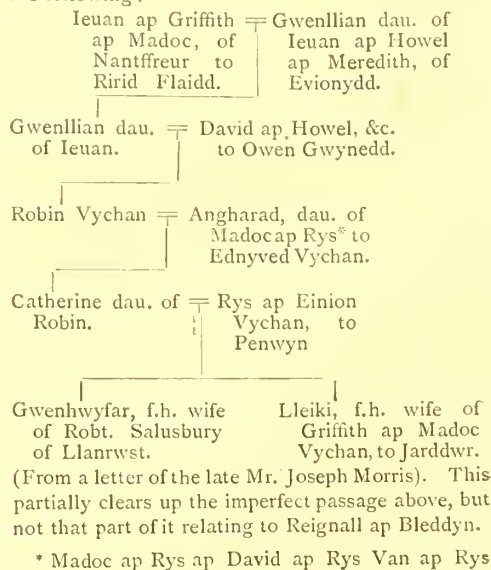 Ieuan ap Griffith = Gwenllian dau. of
ap Madoc, of Ieuan ap Howel
Nantffreur to ap Meredith, of
Ririd Flaidd. Evionydd.
Gwenllian dau. = David ap Howel, &c.
of Ieuan. to Owen Gwynedd.
Robin Vychan = Angharad, dau. of
Madoc ap Rys* to
Ednyved Vychan.
Catherine dau. of = Rys ap Einion
Robin. Vychan, to
Penwyn
Gwenhwyfar, f.h. wife Lleiki, f.h. wife of
of Robt. Salusbury Griffith ap Madoc
of Llanrwst. Vychan, to Jarddwr.
(From a letter of the late Mr. Joseph Morris). This
partially clears up the imperfect passage above, but
not that part of it relating to Reignall ap Bleddyn.
* Madoc ap Rys ap David ap Rys Van ap Rys